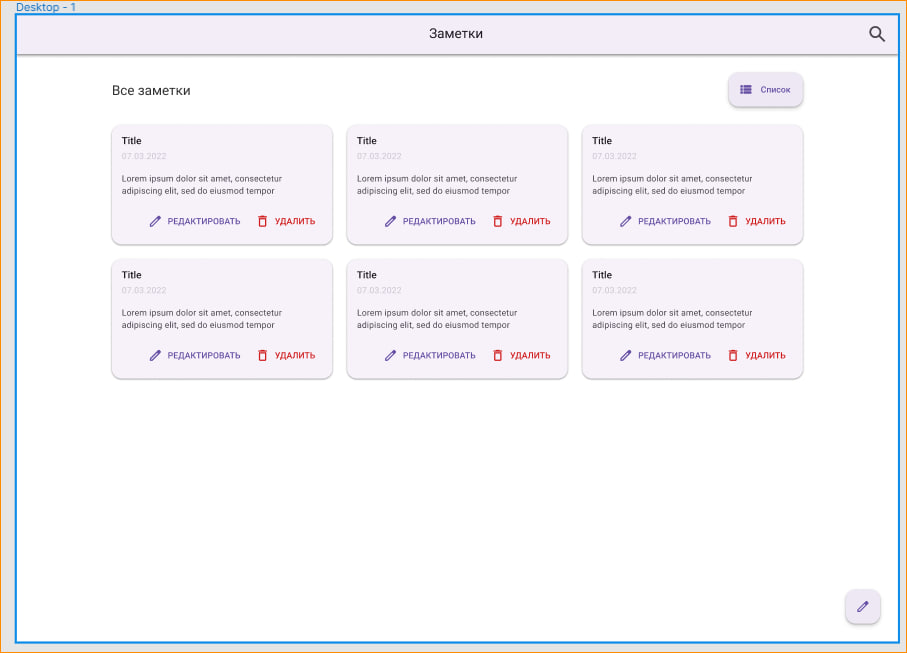 Desktop - 1
Заметки
Все заметки
Список
Title
07.03.2022
Lorem ipsum dolor sit amet, consectetur
adipiscing elit, sed do eiusmod tempor
РЕДАКТИРОВАТЬ УДАЛИТЬ
Title
07.03.2022
Lorem ipsum dolor sit amet, consectetur
adipiscing elit, sed do eiusmod tempor
РЕДАКТИРОВАТЬ УДАЛИТЬ
Title
07.03.2022
Lorem ipsum dolor sit amet, consectetur
adipiscing elit, sed do eiusmod tempor
РЕДАКТИРОВАТЬ УДАЛИТЬ
Title
07.03.2022
Lorem ipsum dolor sit amet, consectetur
adipiscing elit, sed do eiusmod tempor
РЕДАКТИРОВАТЬ УДАЛИТЬ
Title
07.03.2022
Lorem ipsum dolor sit amet, consectetur
adipiscing elit, sed do eiusmod tempor
РЕДАКТИРОВАТЬ УДАЛИТЬ
Title
07.03.2022
Lorem ipsum dolor sit amet, consectetur
adipiscing elit, sed do eiusmod tempor
РЕДАКТИРОВАТЬ УДАЛИТЬ